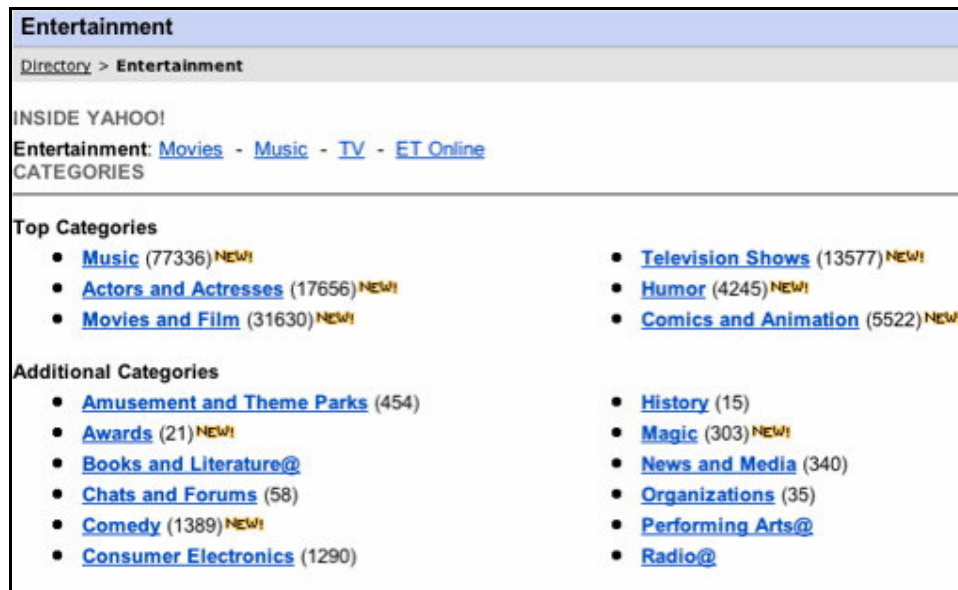 Entertainment
Directory > Entertainment
INSIDE YAHOO!
Entertainment: Movies - Music - TV - ET Online
CATEGORIES
Top Categories
Music (77336) NEW!
Actors and Actresses (17656) NEW!
Movies and Film (31630) NEW!
Television Shows (13577) NEW!
Humor (4245) NEW!
Comics and Animation (5522) NEW
Additional Categories
Amusement and Theme Parks (454)
Awards (21) NEW!
Books and Literature@
Chats and Forums (58)
Comedy (1389) NEW!
Consumer Electronics (1290)
History (15)
Magic (303) NEW!
News and Media (340)
Organizations (35)
Performing Arts@
Radio@